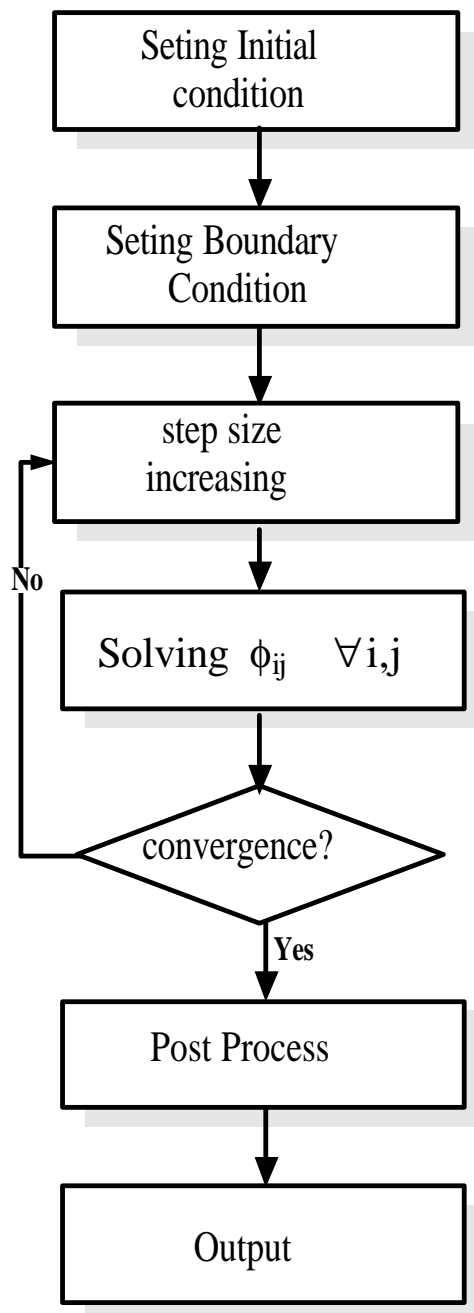 Seting Initial
condition
Seting Boundary
Condition
step size
increasing
No
Solving ϕij ∀i,j
convergence?
Yes
Post Process
Output